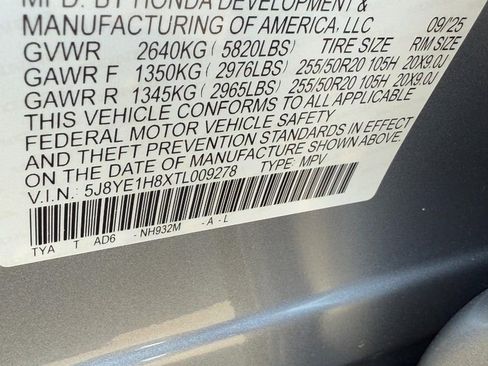 MFD. BY HONDA DEVELOPMENT &
MANUFACTURING OF AMERICA, LLC 09/25
GVWR 2640KG ( 5820LBS) TIRE SIZE RIM SIZE
GAWR F 1350KG ( 2976LBS) 255/50R20 105H 20X9.0J
GAWR R 1345KG ( 2965LBS) 255/50R20 105H 20X9.0J
THIS VEHICLE CONFORMS TO ALL APPLICABLE
FEDERAL MOTOR VEHICLE SAFETY
AND THEFT PREVENTION STANDARDS IN EFFECT
ON THE DATE OF MANUFACTURE SHOWN ABOVE.
V.I.N.: 5J8YE1H8XTL009278 TYPE: MPV
TYA T AD6 - NH932M - A - L